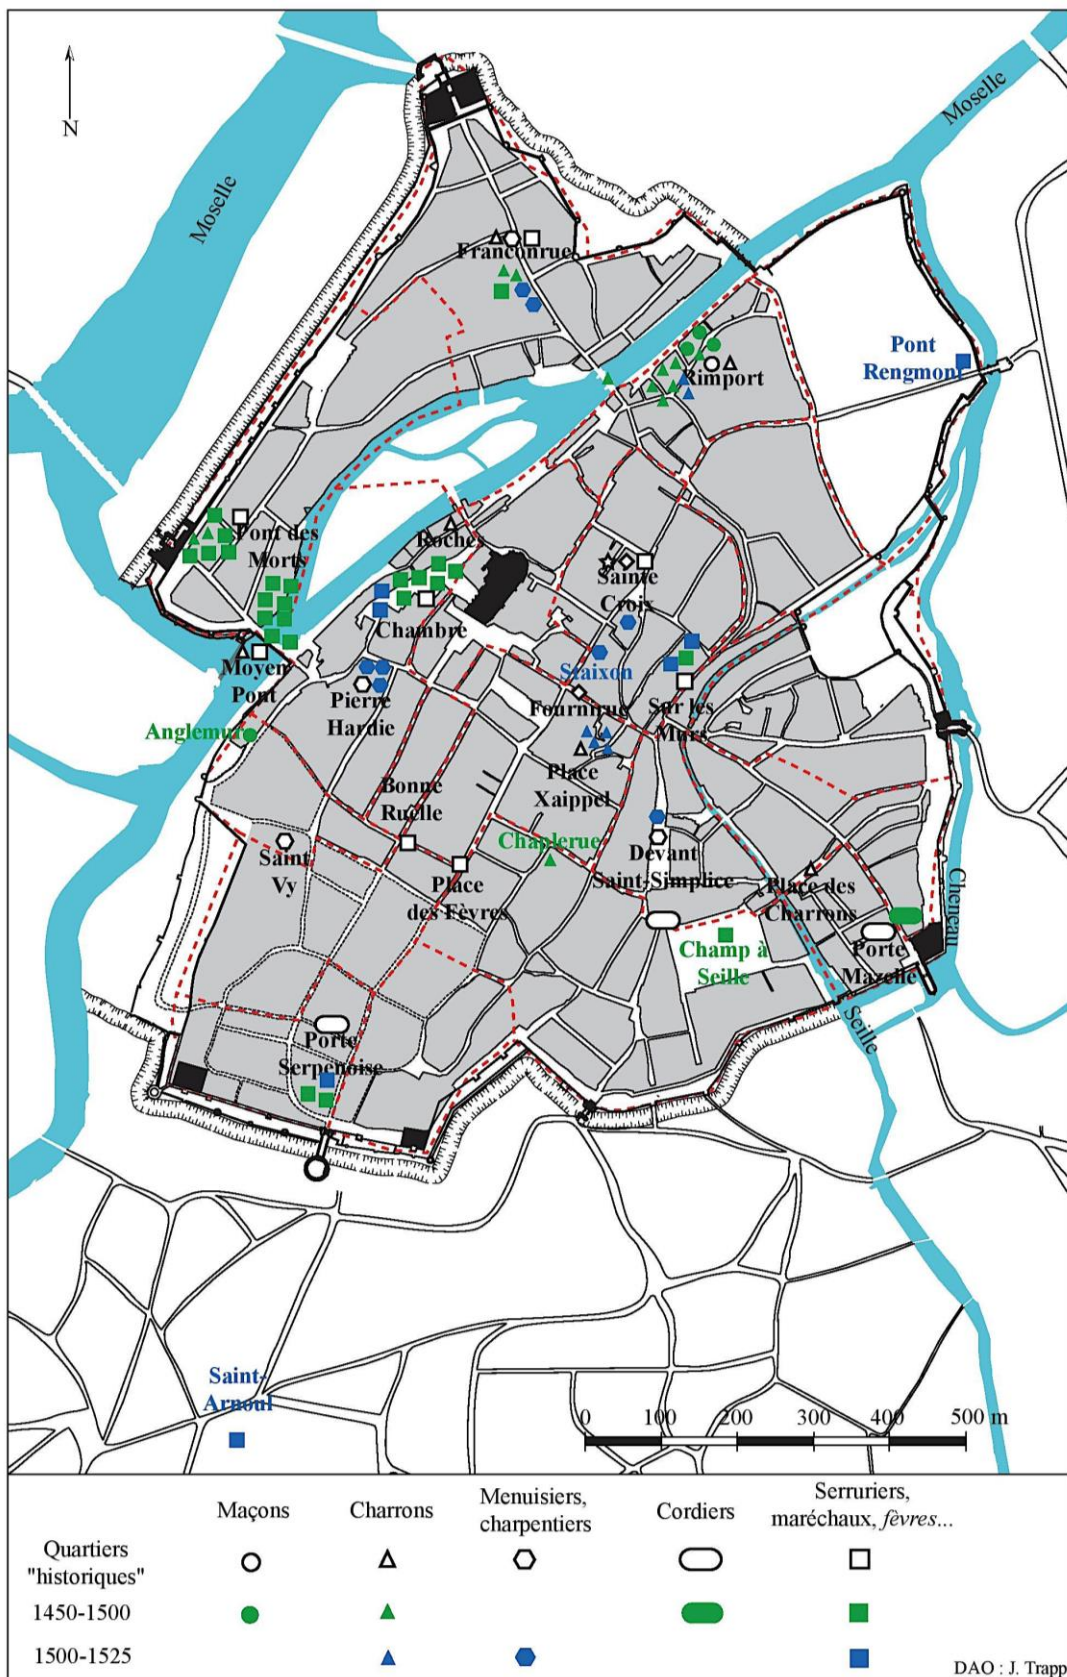 Moselle
N
Moselle
Franconrue
Pont
Rengmont
Rimport
Pont des
Morts
Roches
Sainte
Croix
Chambre
Moyen
Pont
Pierre
Hardie
Staixon
Fournirue
Sur les
Murs
Anglemur
Place
Xaippel
Bonne
Ruelle
Chaplerue
Saint
Vy
Place
des Fèvres
Devant
Saint-Simplice
Place des
Charrons
Cheneau
Champ à
Seille
Porte
Mazelle
Seille
Porte
Serpenoise
Saint-
Arnoul
0 100 200 300 400 500 m
Maçons Charrons Menuisiers, charpentiers Cordiers Serruriers, maréchaux, fèvres...
Quartiers
"historiques"
1450-1500
1500-1525
DAO : J. Trapp